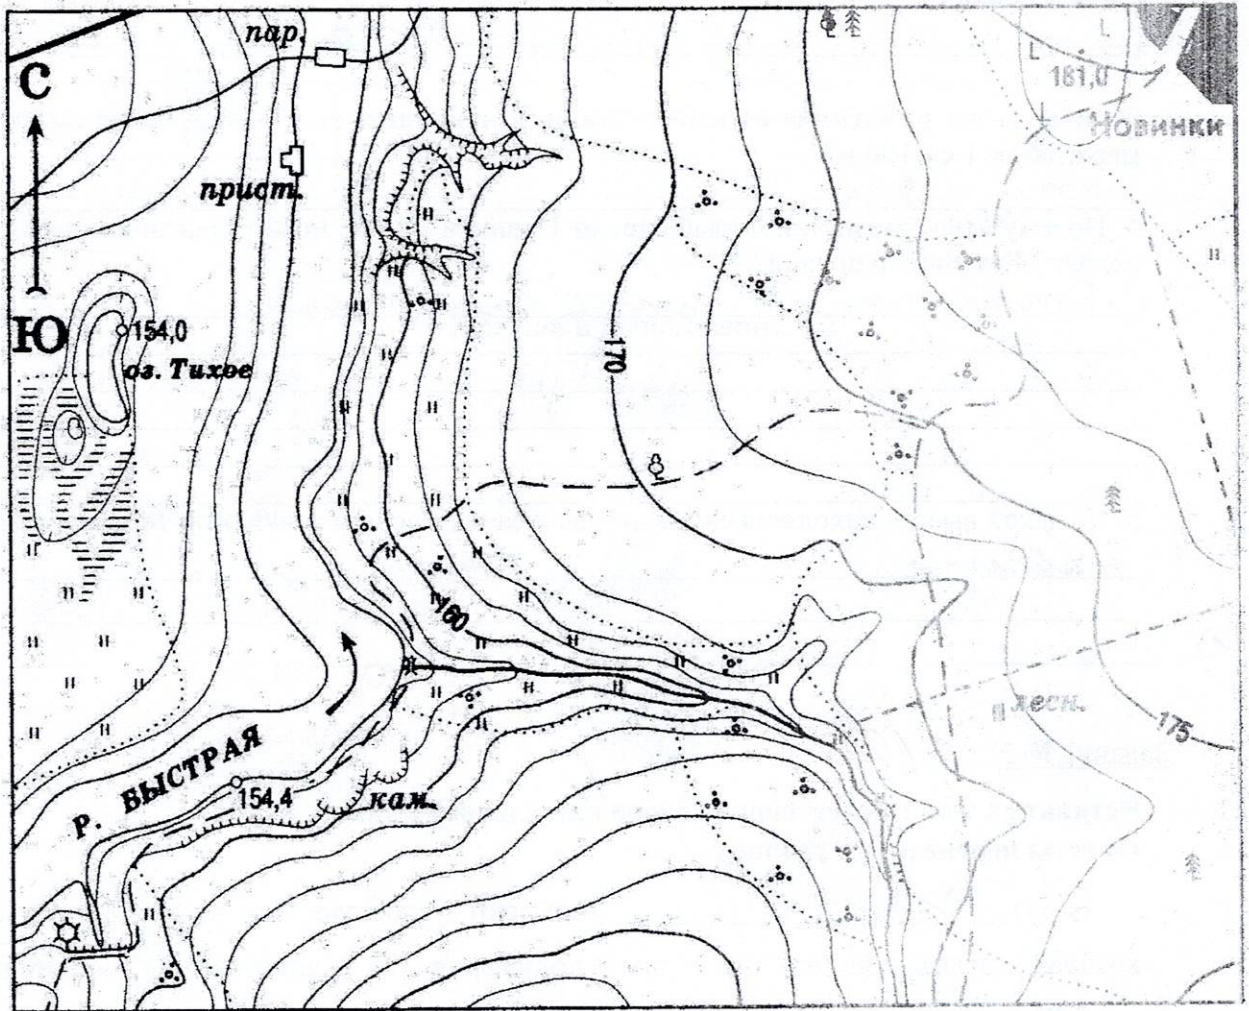 пар.
С
181,0
Новинки
прист.
154,0
Ю
оз. Тихое
170
160
лесн.
175
р. БЫСТРАЯ
154,4
кам.